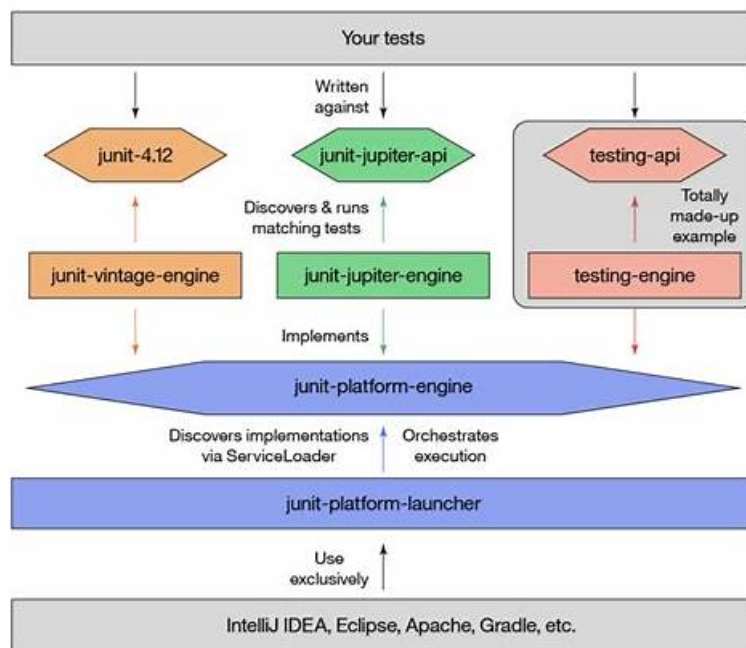 Your tests
Written
against
junit-4.12
junit-jupiter-api
testing-api
Discovers & runs
matching tests
Totally
made-up
example
junit-vintage-engine
junit-jupiter-engine
testing-engine
Implements
junit-platform-engine
Discovers implementations
via ServiceLoader
Orchestrates
execution
junit-platform-launcher
Use
exclusively
IntelliJ IDEA, Eclipse, Apache, Gradle, etc.